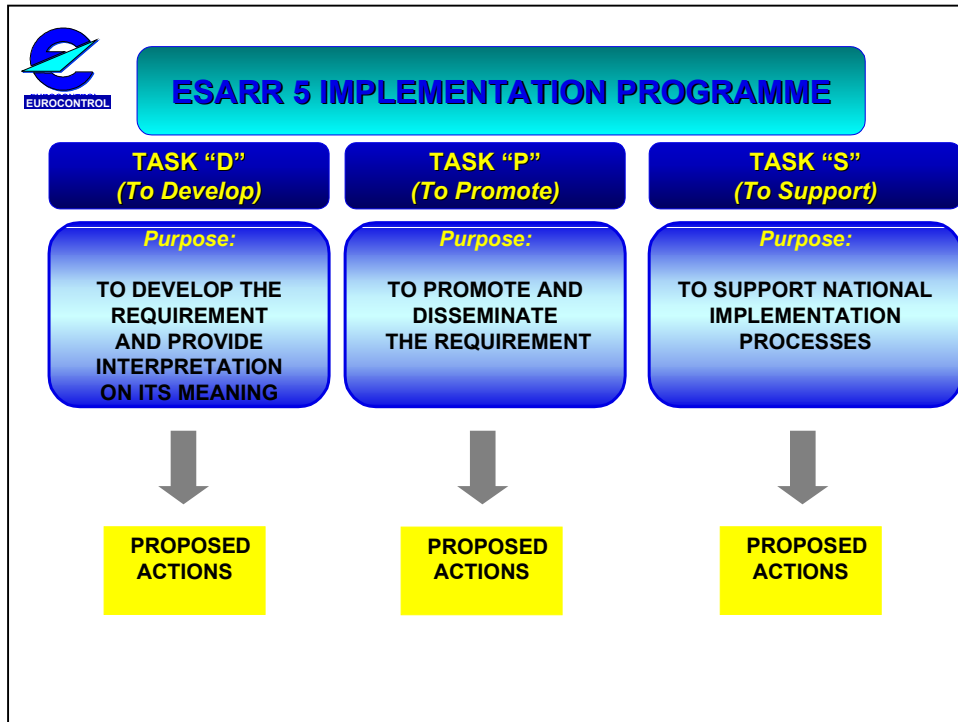 EUROCONTROL
ESARR 5 IMPLEMENTATION PROGRAMME
TASK “D”
(To Develop)
Purpose:
TO DEVELOP THE
REQUIREMENT
AND PROVIDE
INTERPRETATION
ON ITS MEANING
PROPOSED
ACTIONS
TASK “P”
(To Promote)
Purpose:
TO PROMOTE AND
DISSEMINATE
THE REQUIREMENT
PROPOSED
ACTIONS
TASK “S”
(To Support)
Purpose:
TO SUPPORT NATIONAL
IMPLEMENTATION
PROCESSES
PROPOSED
ACTIONS